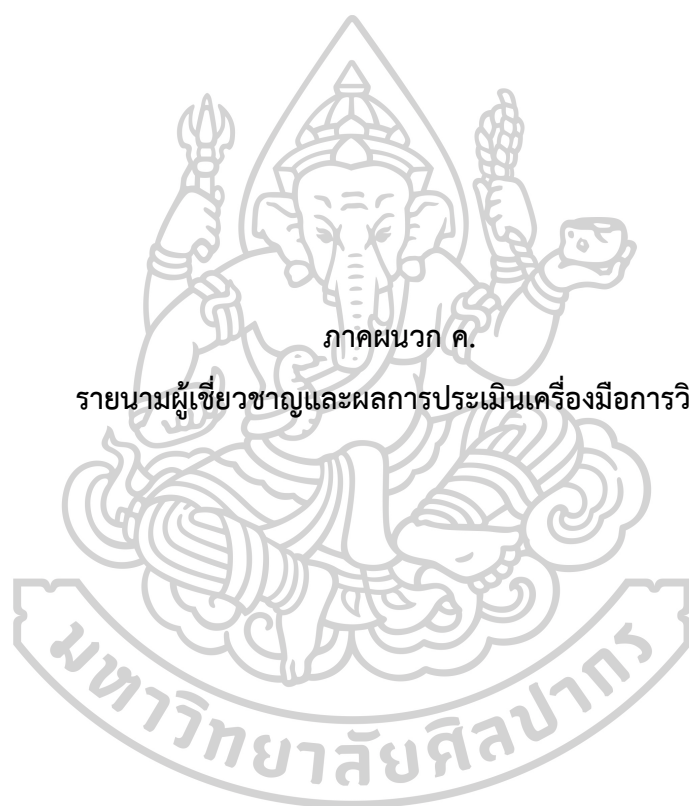 ภาคผนวก ค.
รายนามผู้เชี่ยวชาญและผลการประเมินเครื่องมือการวิ
มหาวิทยาลัยศิลปากร